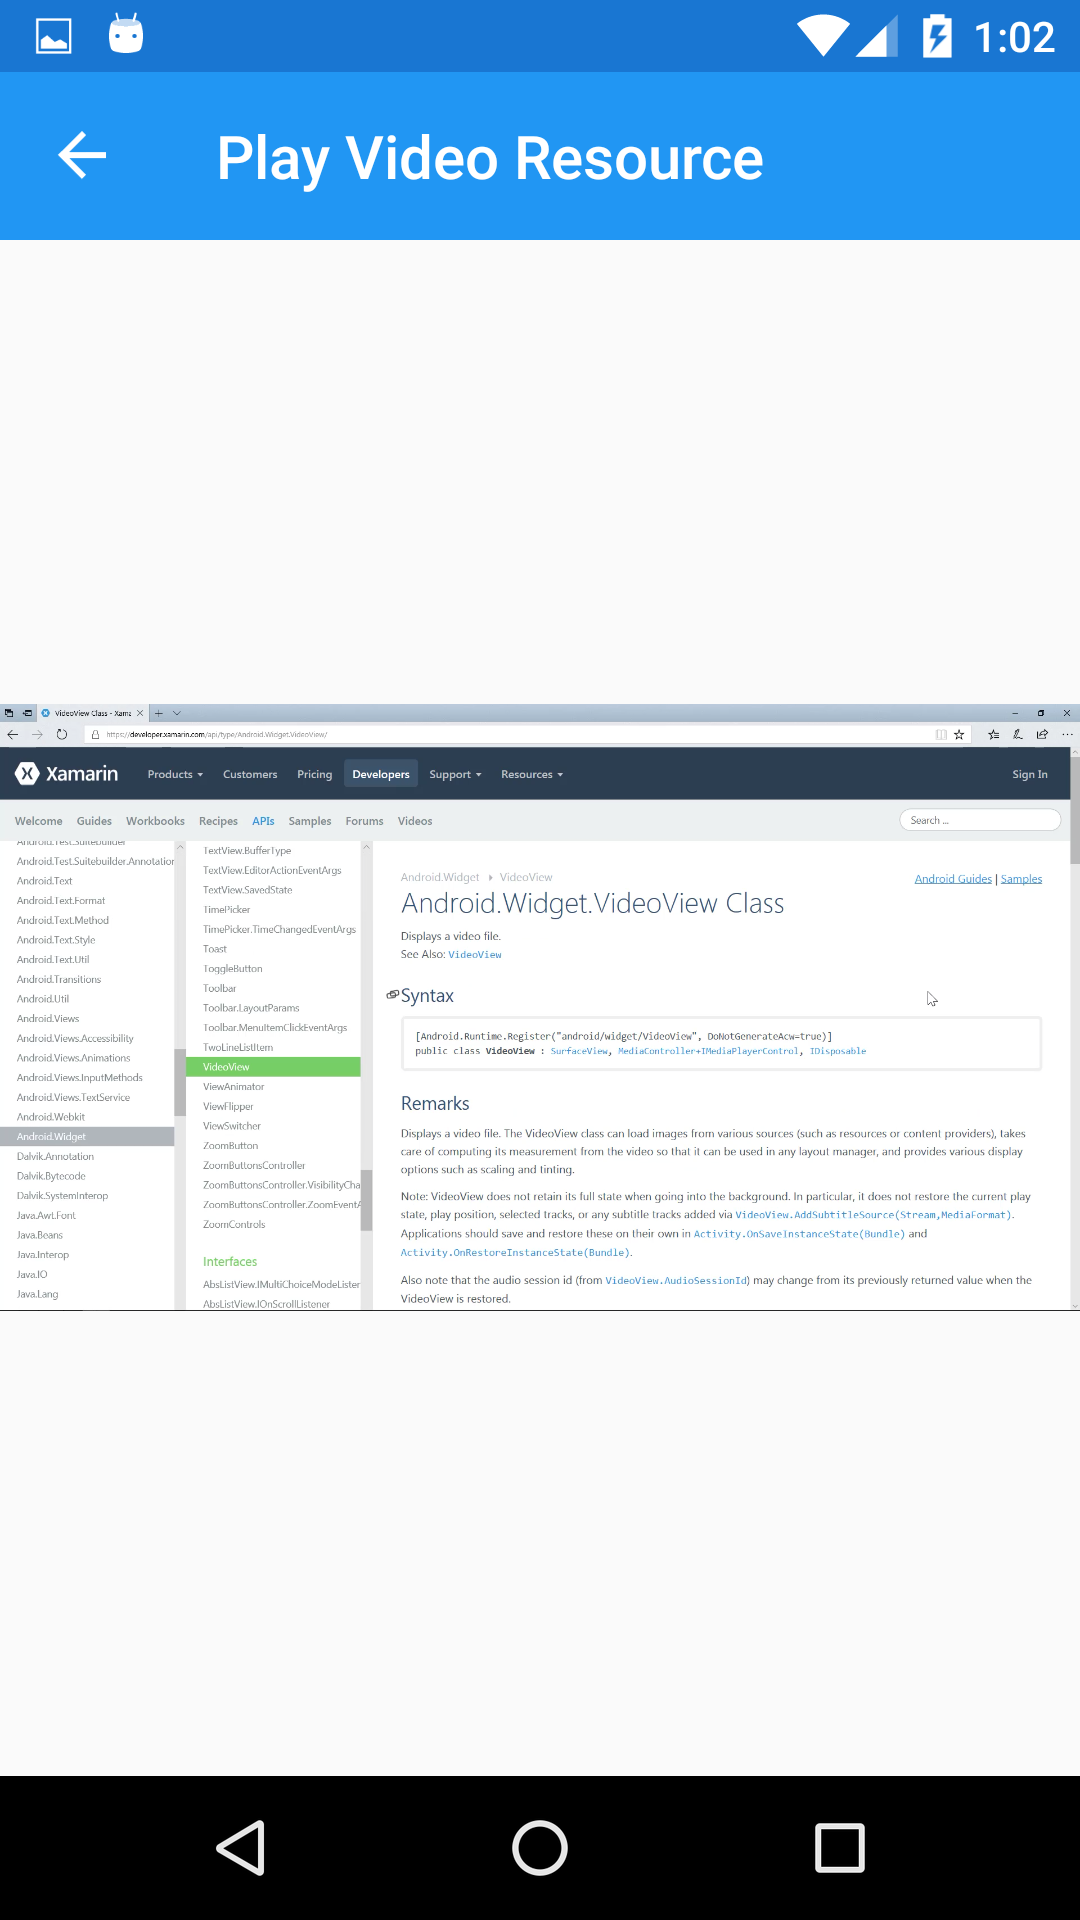 1:02
Play Video Resource
VideoView Class - Xama
https://developer.xamarin.com/api/type/Android.Widget.VideoView/
Xamarin Products Customers Pricing Developers Support Resources Sign In
Welcome Guides Workbooks Recipes APIs Samples Forums Videos Search ...
Android.Test.Suitebuilder
Android.Test.Suitebuilder.Annotation
Android.Text
Android.Text.Format
Android.Text.Method
Android.Text.Style
Android.Text.Util
Android.Transitions
Android.Util
Android.Views
Android.Views.Accessibility
Android.Views.Animations
Android.Views.InputMethods
Android.Views.TextService
Android.Webkit
Android.Widget
Dalvik.Annotation
Dalvik.Bytecode
Dalvik.SystemInterop
Java.Awt.Font
Java.Beans
Java.Interop
Java.IO
Java.Lang
TextView.BufferType
TextView.EditorActionEventArgs
TextView.SavedState
TimePicker
TimePicker.TimeChangedEventArgs
Toast
ToggleButton
Toolbar
Toolbar.LayoutParams
Toolbar.MenuItemClickEventArgs
TwoLineListItem
VideoView
ViewAnimator
ViewFlipper
ViewSwitcher
ZoomButton
ZoomButtonsController
ZoomButtonsController.VisibilityCha
ZoomButtonsController.ZoomEventA
ZoomControls
Interfaces
AbsListView.IMultiChoiceModeListener
AbsListView.IOnScrollListener
Android.Widget VideoView
Android Guides | Samples
Android.Widget.VideoView Class
Displays a video file.
See Also: VideoView
Syntax
[Android.Runtime.Register("android/widget/VideoView", DoNotGenerateAcw=true)]
public class VideoView : SurfaceView, MediaController+IMediaPlayerControl, IDisposable
Remarks
Displays a video file. The VideoView class can load images from various sources (such as resources or content providers), takes
care of computing its measurement from the video so that it can be used in any layout manager, and provides various display
options such as scaling and tinting.
Note: VideoView does not retain its full state when going into the background. In particular, it does not restore the current play
state, play position, selected tracks, or any subtitle tracks added via VideoView.AddSubtitleSource(Stream,MediaFormat).
Applications should save and restore these on their own in Activity.OnSaveInstanceState(Bundle) and
Activity.OnRestoreInstanceState(Bundle).
Also note that the audio session id (from VideoView.AudioSessionId) may change from its previously returned value when the
VideoView is restored.